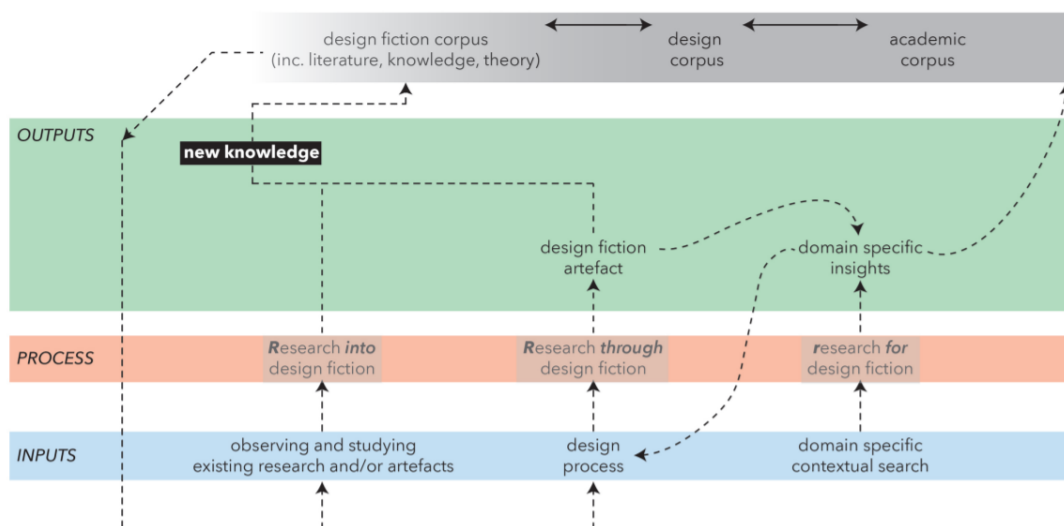 design fiction corpus
(inc. literature, knowledge, theory)
design
corpus
academic
corpus
OUTPUTS
new knowledge
design fiction
artefact
domain specific
insights
PROCESS
Research into
design fiction
Research through
design fiction
research for
design fiction
INPUTS
observing and studying
existing research and/or artefacts
design
process
domain specific
contextual search